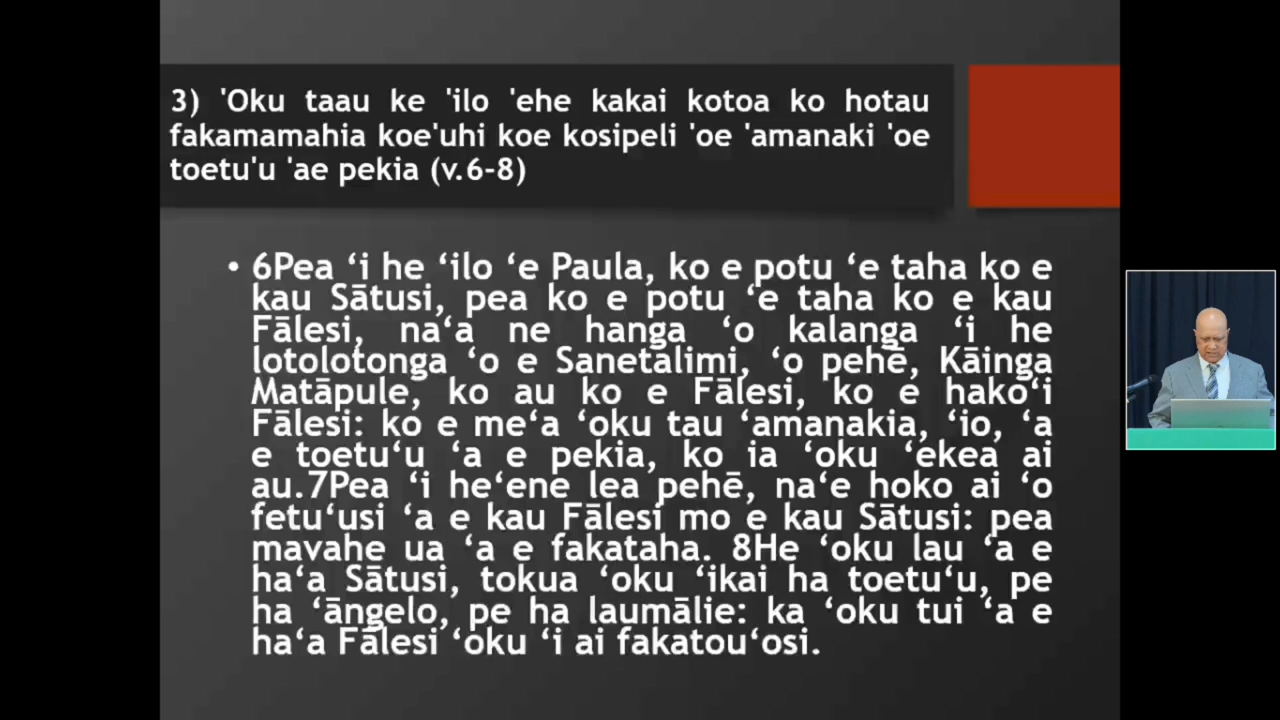 3) 'Oku taau ke 'ilo 'ehe kakai kotoa ko hotau
fakamamahia koe'uhi koe kosipeli 'oe 'amanaki 'oe
toetu'u 'ae pekia (v.6-8)
• 6Pea ‘i he ‘ilo ‘e Paula, ko e potu ‘e taha ko e
kau Sātusi, pea ko e potu ‘e taha ko e kau
Fālesi, na‘a ne hanga ‘o kalanga ‘i he
lotolotonga ‘o e Sanetalimi, ‘o pehē, Kāinga
Matāpule, ko au ko e Fālesi, ko e hako‘i
Fālesi: ko e me‘a ‘oku tau ‘amanakia, ‘io, ‘a
e toetu‘u ‘a e pekia, ko ia ‘oku ‘ekea ai
au.7Pea ‘i he‘ene lea pehē, na‘e hoko ai ‘o
fetu‘usi ‘a e kau Fālesi mo e kau Sātusi: pea
mavahe ua ‘a e fakataha. 8He ‘oku lau ‘a e
ha‘a Sātusi, tokua ‘oku ‘ikai ha toetu‘u, pe
ha ‘āngelo, pe ha laumālie: ka ‘oku tui ‘a e
ha‘a Fālesi ‘oku ‘i ai fakatou‘osi.